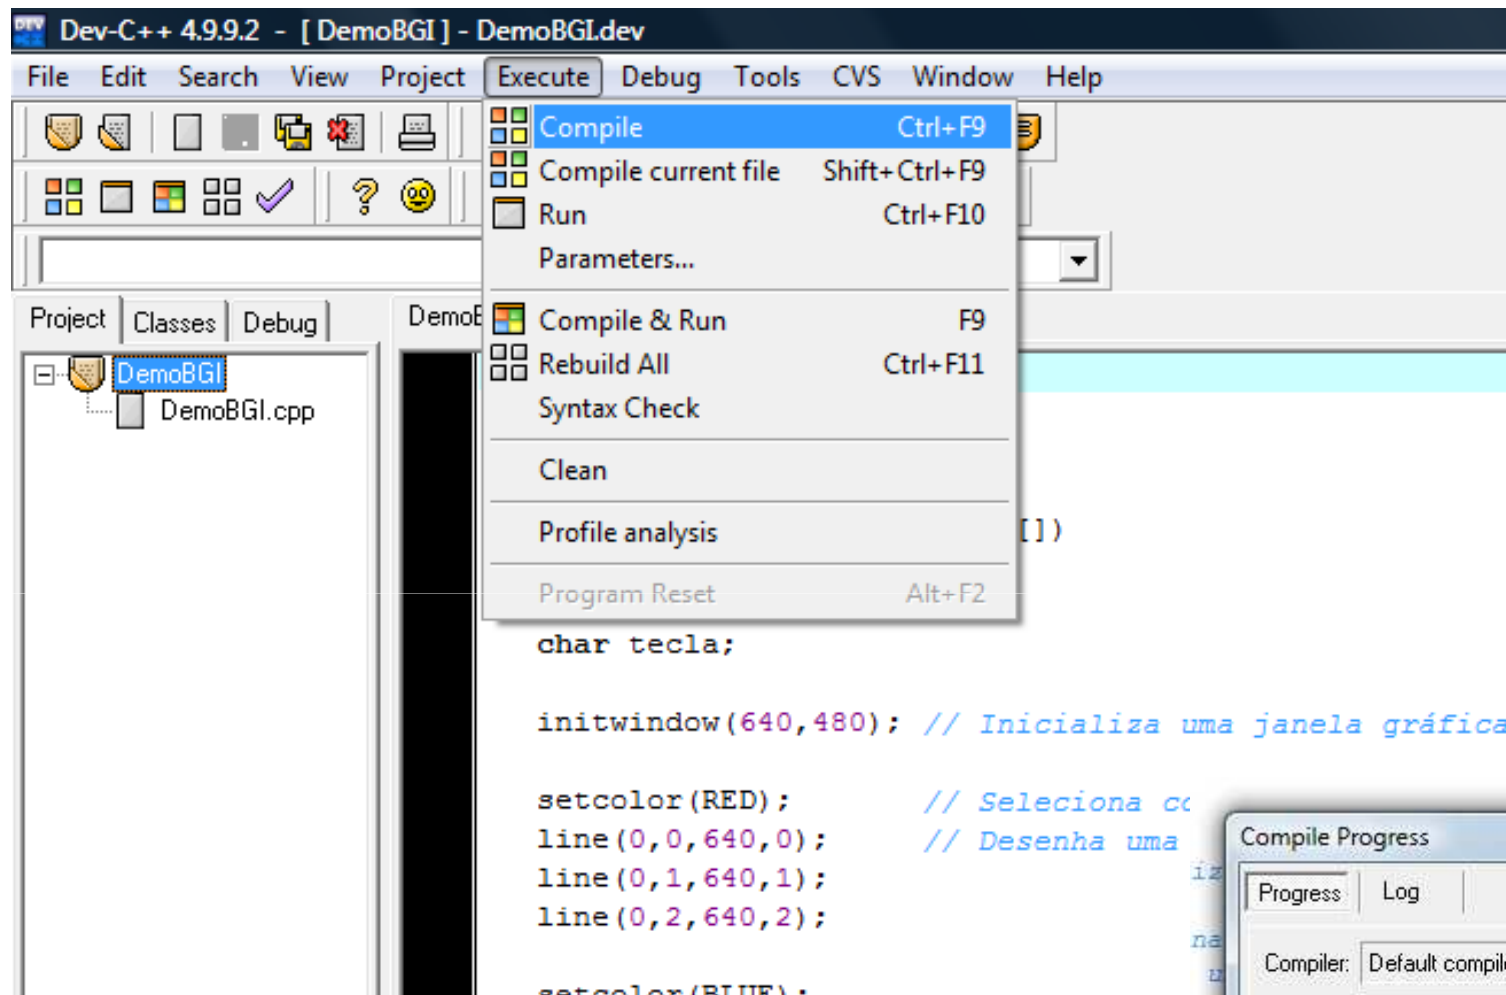 Dev-C++ 4.9.9.2 - [ DemoBGI ] - DemoBGI.dev
File Edit Search View Project Execute Debug Tools CVS Window Help
Compile Ctrl+F9
Compile current file Shift+Ctrl+F9
Run Ctrl+F10
Parameters...
Compile & Run F9
Rebuild All Ctrl+F11
Syntax Check
Clean
Profile analysis
Program Reset Alt+F2
Project Classes Debug
DemoBGI
DemoBGI.cpp
[])
char tecla;
initwindow(640,480); // Inicializa uma janela gráfica
setcolor(RED); // Seleciona
line(0,0,640,0); // Desenha uma
line(0,1,640,1);
line(0,2,640,2);
setcolor(BLUE);
Compile Progress
Progress Log
Compiler: Default